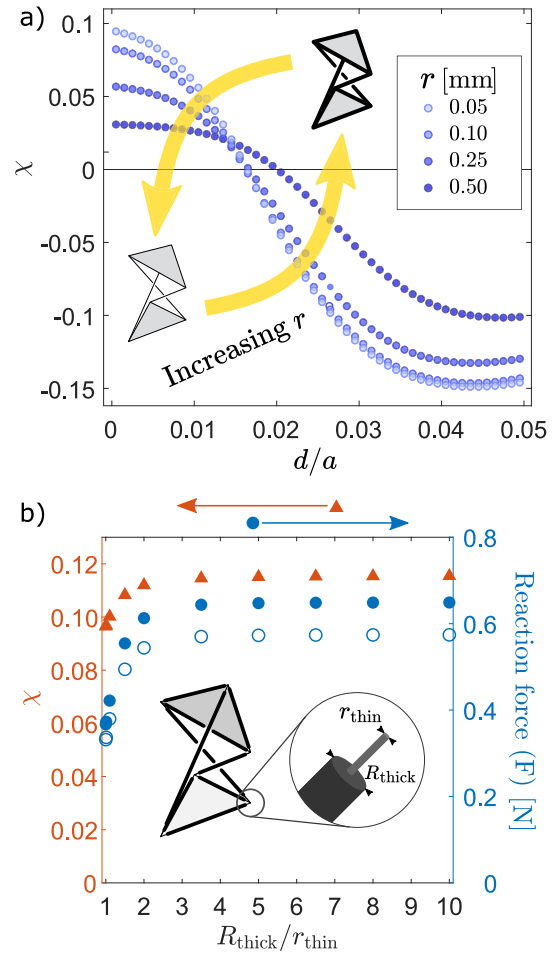 a)
0.1
0.05
0
-0.05
-0.1
-0.15
χ
r [mm]
0.05
0.10
0.25
0.50
Increasing r
0 0.01 0.02 0.03 0.04 0.05
d/a
b)
0.12
0.10
0.08
0.06
0.04
0.02
0
χ
0.8
0.6
0.4
0.2
0
Reaction force (F) [N]
r_thin
R_thick
1 2 3 4 5 6 7 8 9 10
R_thick/r_thin